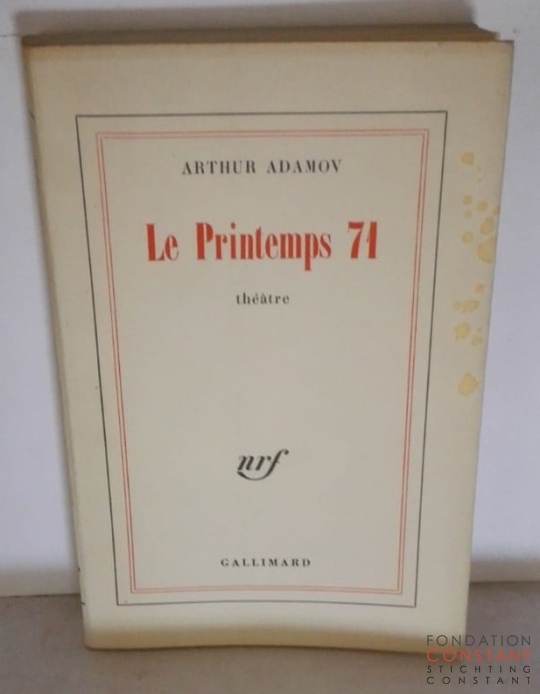 ARTHUR ADAMOV
Le Printemps 71
théâtre
nrf
GALLIMARD
FONDATION
CONSTANT
STICHTING
CONSTANT